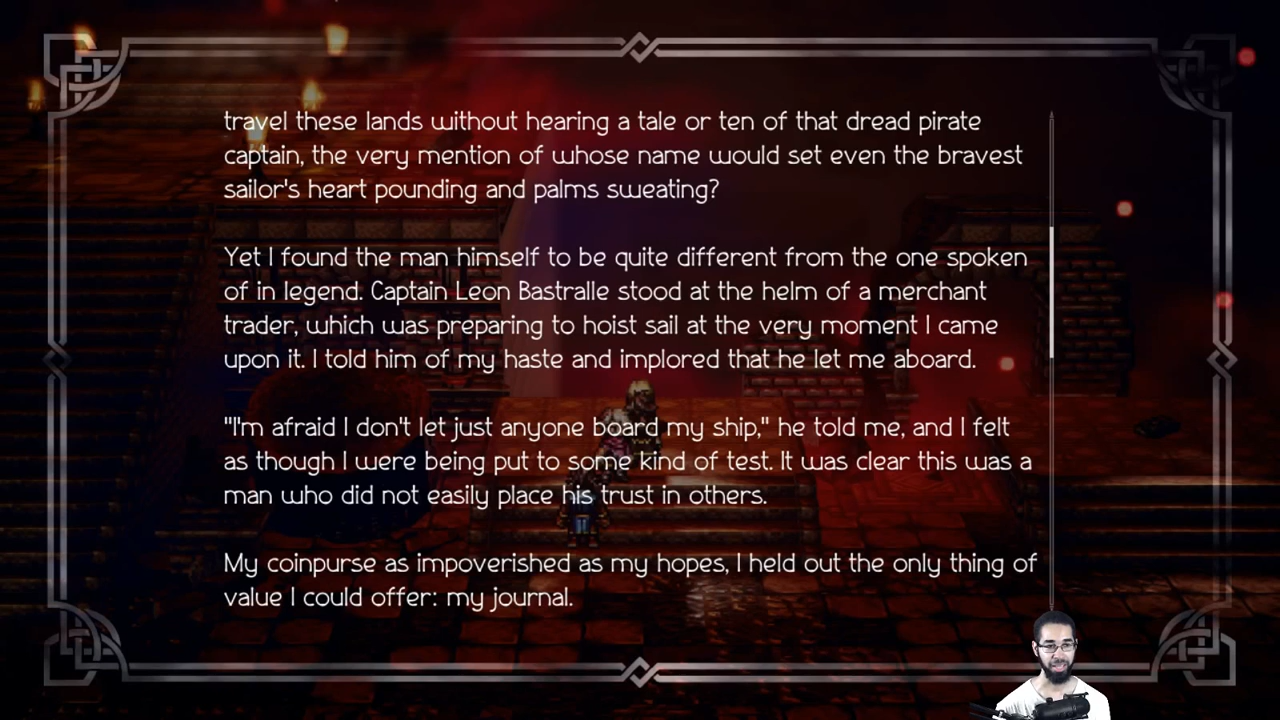 travel these lands without hearing a tale or ten of that dread pirate
captain, the very mention of whose name would set even the bravest
sailor's heart pounding and palms sweating?
Yet I found the man himself to be quite different from the one spoken
of in legend. Captain Leon Bastralle stood at the helm of a merchant
trader, which was preparing to hoist sail at the very moment I came
upon it. I told him of my haste and implored that he let me aboard.
"I'm afraid I don't let just anyone board my ship," he told me, and I felt
as though I were being put to some kind of test. It was clear this was a
man who did not easily place his trust in others.
My coinpurse as impoverished as my hopes, I held out the only thing of
value I could offer: my journal.